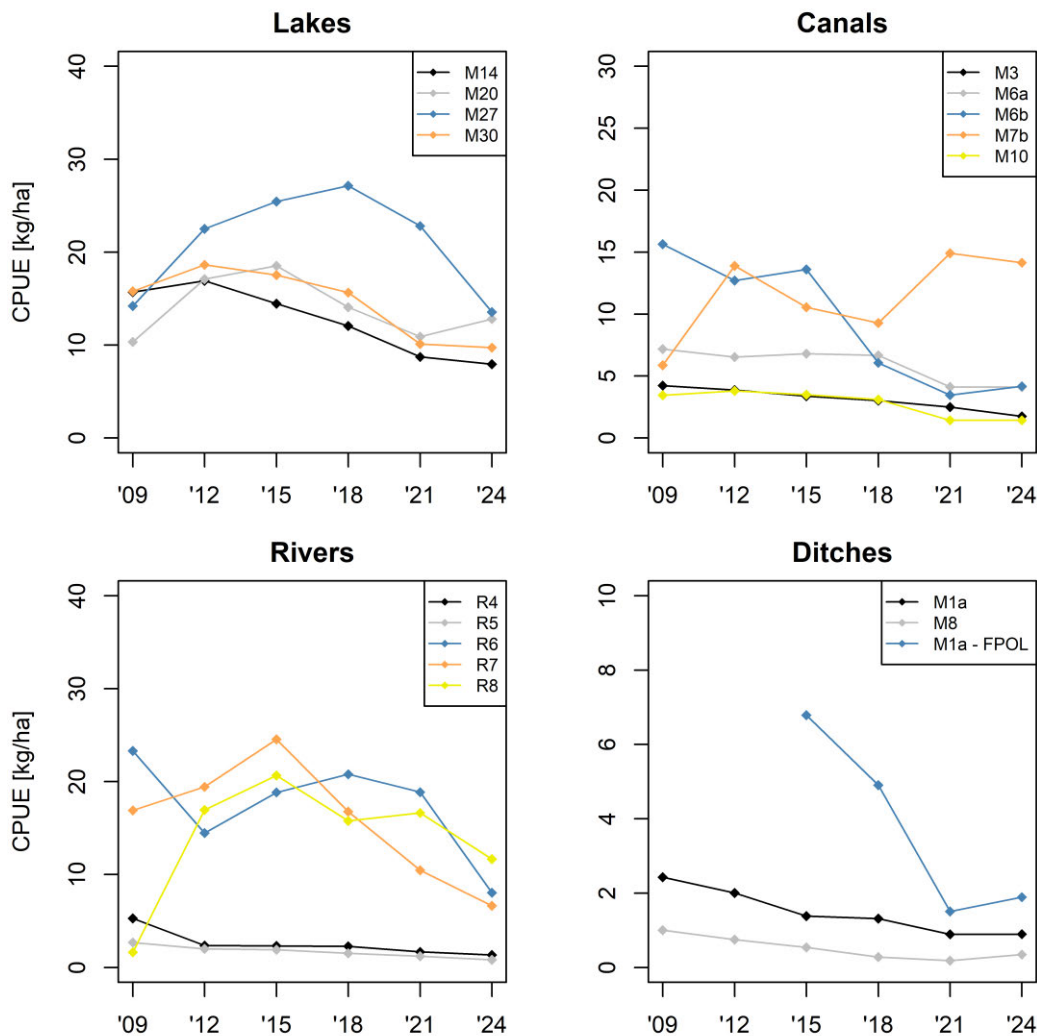 Lakes
CPUE [kg/ha]
40
30
20
10
0
M14
M20
M27
M30
'09 '12 '15 '18 '21 '24
Canals
30
25
20
15
10
5
0
M3
M6a
M6b
M7b
M10
'09 '12 '15 '18 '21 '24
Rivers
CPUE [kg/ha]
40
30
20
10
0
R4
R5
R6
R7
R8
'09 '12 '15 '18 '21 '24
Ditches
10
8
6
4
2
0
M1a
M8
M1a - FPOL
'09 '12 '15 '18 '21 '24